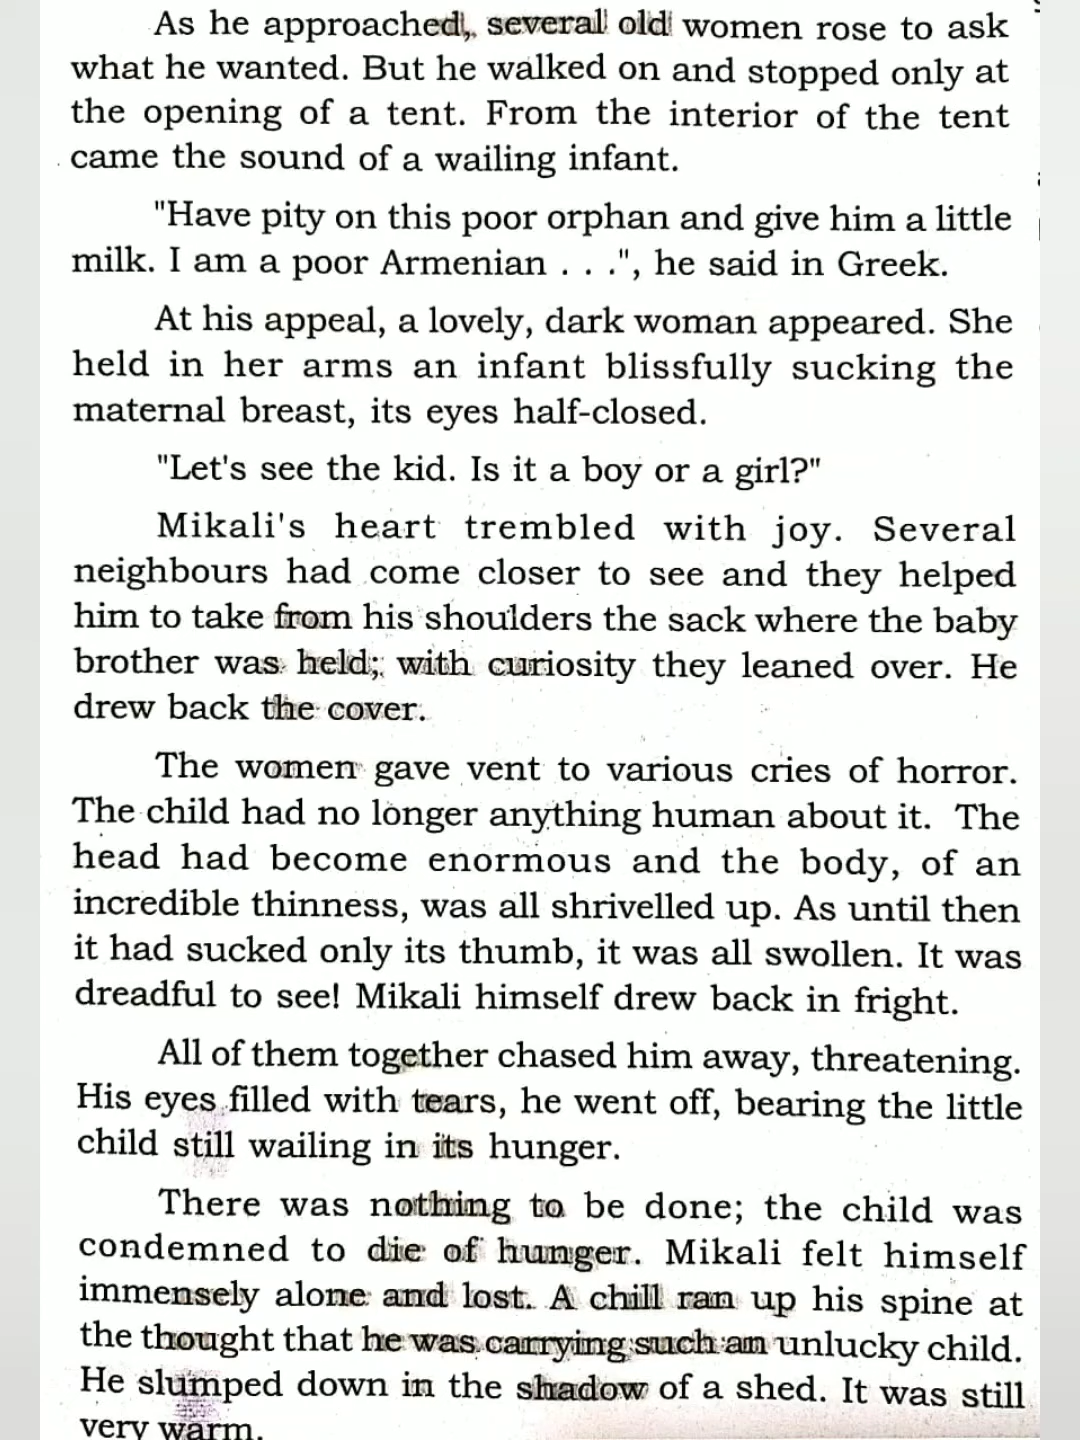 As he approached, several old women rose to ask
what he wanted. But he walked on and stopped only at
the opening of a tent. From the interior of the tent
came the sound of a wailing infant.
"Have pity on this poor orphan and give him a little
milk. I am a poor Armenian . . .", he said in Greek.
At his appeal, a lovely, dark woman appeared. She
held in her arms an infant blissfully sucking the
maternal breast, its eyes half-closed.
"Let's see the kid. Is it a boy or a girl?"
Mikali's heart trembled with joy. Several
neighbours had come closer to see and they helped
him to take from his shoulders the sack where the baby
brother was held; with curiosity they leaned over. He
drew back the cover.
The women gave vent to various cries of horror.
The child had no longer anything human about it. The
head had become enormous and the body, of an
incredible thinness, was all shrivelled up. As until then
it had sucked only its thumb, it was all swollen. It was
dreadful to see! Mikali himself drew back in fright.
All of them together chased him away, threatening.
His eyes filled with tears, he went off, bearing the little
child still wailing in its hunger.
There was nothing to be done; the child was
condemned to die of hunger. Mikali felt himself
immensely alone and lost. A chill ran up his spine at
the thought that he was carrying such an unlucky child.
He slumped down in the shadow of a shed. It was still
very warm.